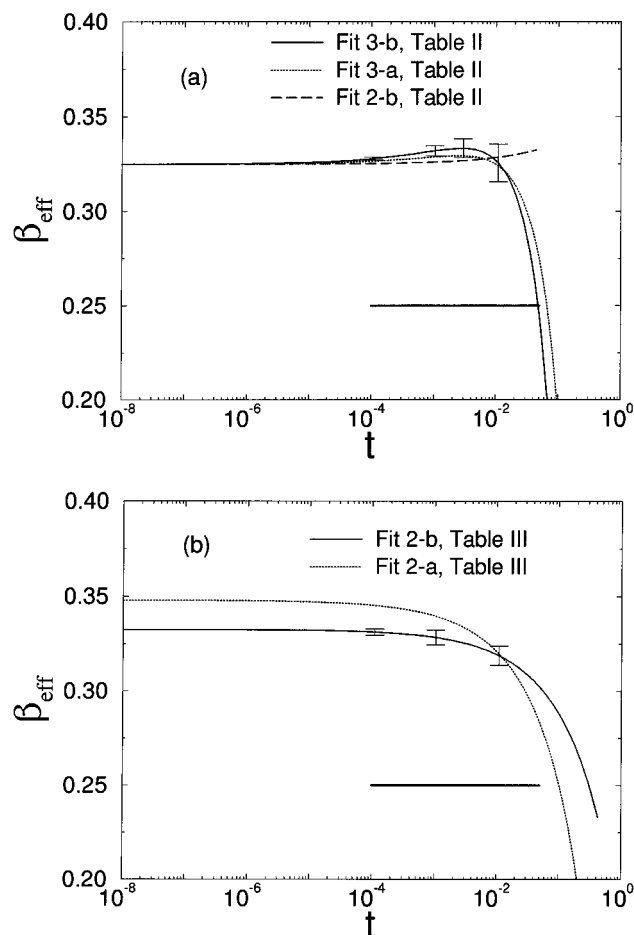 0.40
(a)
Fit 3-b, Table II
Fit 3-a, Table II
Fit 2-b, Table II
0.35
0.30
0.25
0.20
β_eff
10^-8
10^-6
10^-4
10^-2
10^0
t
0.40
(b)
Fit 2-b, Table III
Fit 2-a, Table III
0.35
0.30
0.25
0.20
β_eff
10^-8
10^-6
10^-4
10^-2
10^0
t